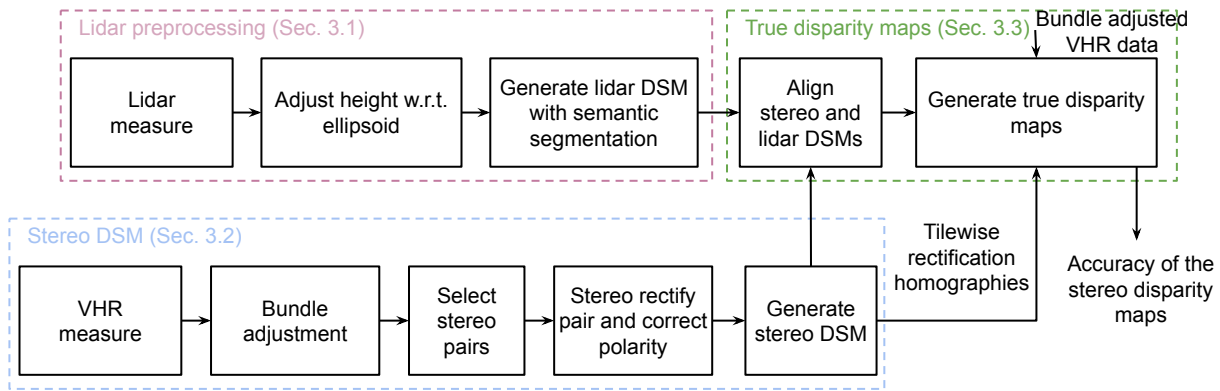 Lidar preprocessing (Sec. 3.1)
True disparity maps (Sec. 3.3)
Bundle adjusted
VHR data
Lidar
measure
Adjust height w.r.t.
ellipsoid
Generate lidar DSM
with semantic
segmentation
Align
stereo and
lidar DSMs
Generate true disparity
maps
Stereo DSM (Sec. 3.2)
VHR
measure
Bundle
adjustment
Select
stereo
pairs
Stereo rectify
pair and correct
polarity
Generate
stereo DSM
Tilewise
rectification
homographies
Accuracy of the
stereo disparity
maps